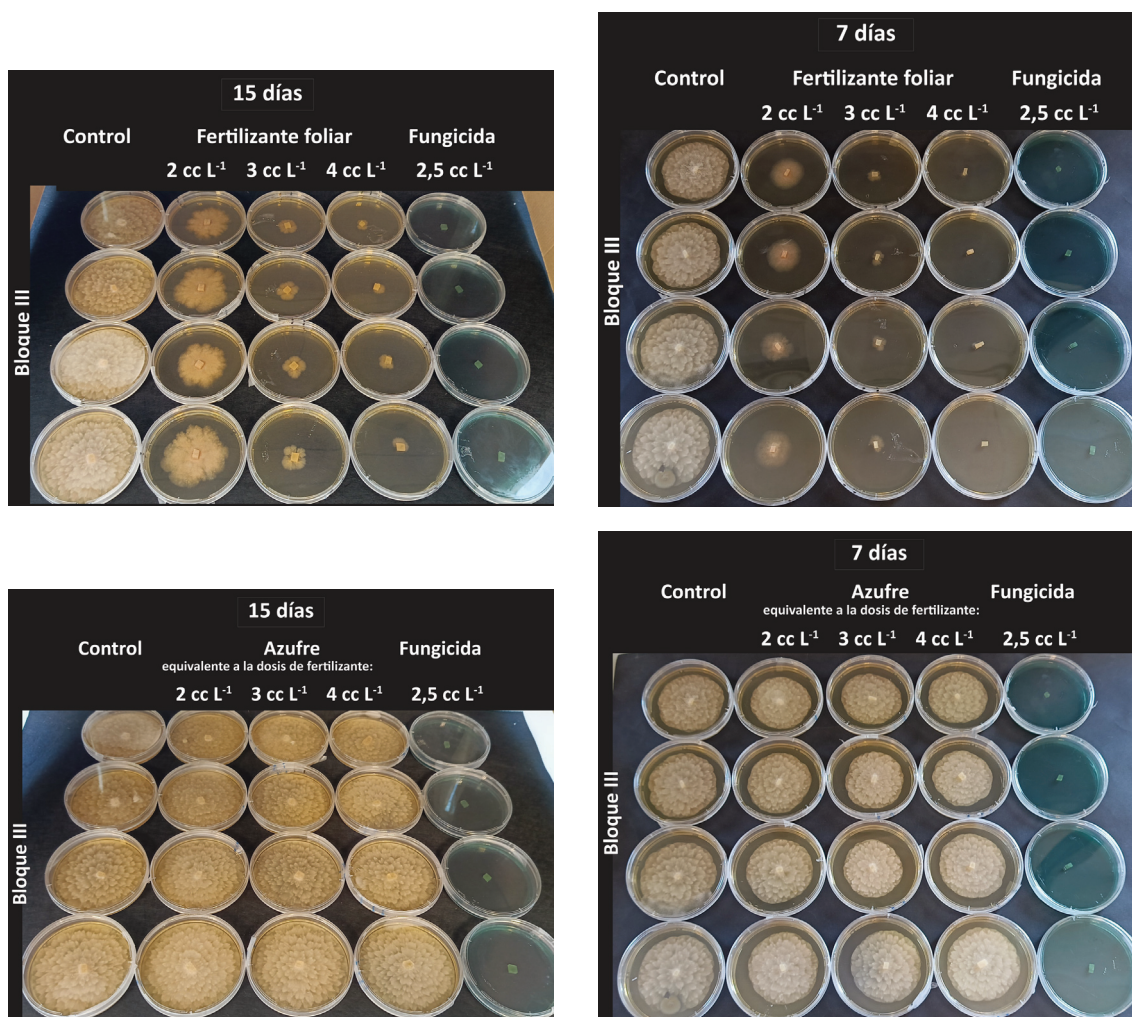 15 días
Control Fertilizante foliar Fungicida
2 cc L⁻¹ 3 cc L⁻¹ 4 cc L⁻¹ 2,5 cc L⁻¹
Bloque III
7 días
Control Fertilizante foliar Fungicida
2 cc L⁻¹ 3 cc L⁻¹ 4 cc L⁻¹ 2,5 cc L⁻¹
Bloque III
15 días
Control Azufre Fungicida
equivalente a la dosis de fertilizante:
2 cc L⁻¹ 3 cc L⁻¹ 4 cc L⁻¹ 2,5 cc L⁻¹
Bloque III
7 días
Control Azufre Fungicida
equivalente a la dosis de fertilizante:
2 cc L⁻¹ 3 cc L⁻¹ 4 cc L⁻¹ 2,5 cc L⁻¹
Bloque III